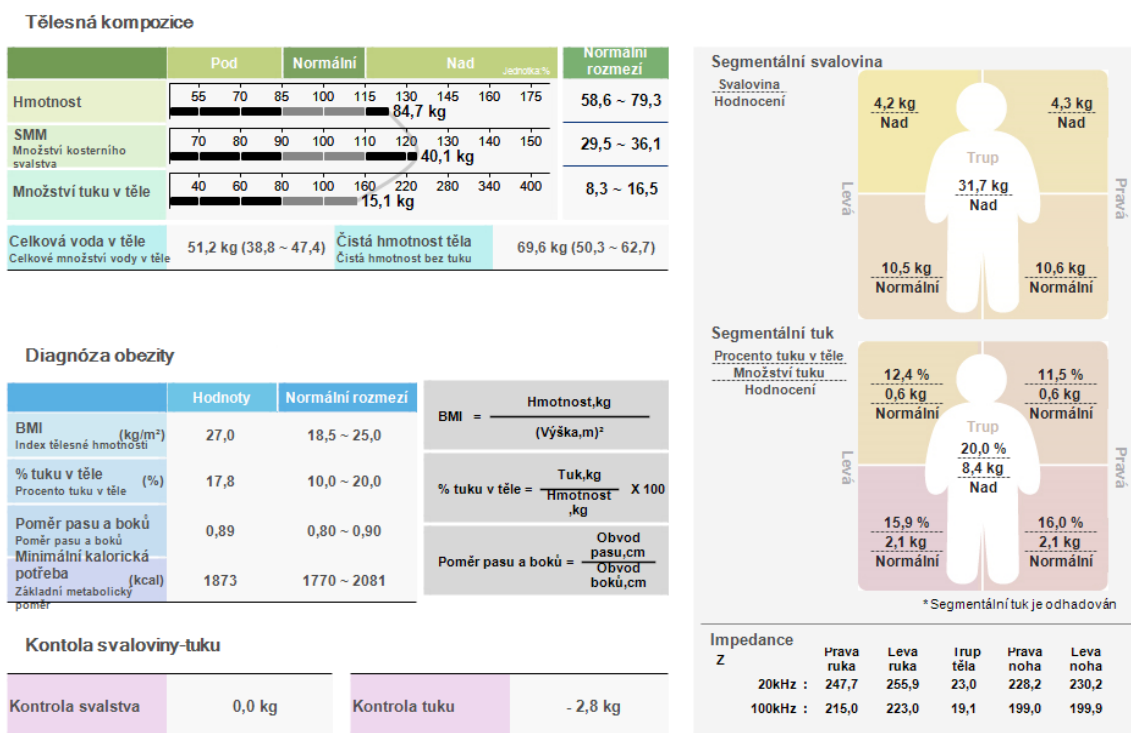 Tělesná kompozice
Pod Normální Nad Jednotka:% Normální rozmezí
Hmotnost 55 70 85 100 115 130 145 160 175 58,6 ~ 79,3
84,7 kg
SMM 70 80 90 100 110 120 130 140 150 29,5 ~ 36,1
Množství kosterního svalstva
40,1 kg
Množství tuku v těle 40 60 80 100 160 220 280 340 400 8,3 ~ 16,5
15,1 kg
Celková voda v těle 51,2 kg (38,8 ~ 47,4) Čistá hmotnost těla 69,6 kg (50,3 ~ 62,7)
Celkové množství vody v těle Čistá hmotnost bez tuku
Diagnóza obezity
Hodnoty Normální rozmezí
BMI (kg/m²) 27,0 18,5 ~ 25,0
Index tělesné hmotnosti
% tuku v těle (%) 17,8 10,0 ~ 20,0
Procento tuku v těle
Poměr pasu a boků 0,89 0,80 ~ 0,90
Poměr pasu a boků
Minimální kalorická
potřeba (kcal) 1873 1770 ~ 2081
Základní metabolický
poměr
BMI = Hmotnost,kg
(Výška,m)²
% tuku v těle = Tuk,kg X 100
Hmotnost
,kg
Poměr pasu a boků = Obvod
pasu,cm
Obvod
boků,cm
Kontola svaloviny-tuku
Kontrola svalstva 0,0 kg Kontrola tuku - 2,8 kg
Segmentální svalovina
Svalovina
Hodnocení
4,2 kg 4,3 kg
Nad Nad
Trup
31,7 kg
Nad
Levá Pravá
10,5 kg 10,6 kg
Normální Normální
Segmentální tuk
Procento tuku v těle
Množství tuku
Hodnocení
12,4 % 11,5 %
0,6 kg 0,6 kg
Normální Normální
Trup
20,0 %
8,4 kg
Nad
Levá Pravá
15,9 % 16,0 %
2,1 kg 2,1 kg
Normální Normální
* Segmentální tuk je odhadován
Impedance
Z Prava ruka Leva ruka Trup těla Prava noha Leva noha
20kHz : 247,7 255,9 23,0 228,2 230,2
100kHz : 215,0 223,0 19,1 199,0 199,9